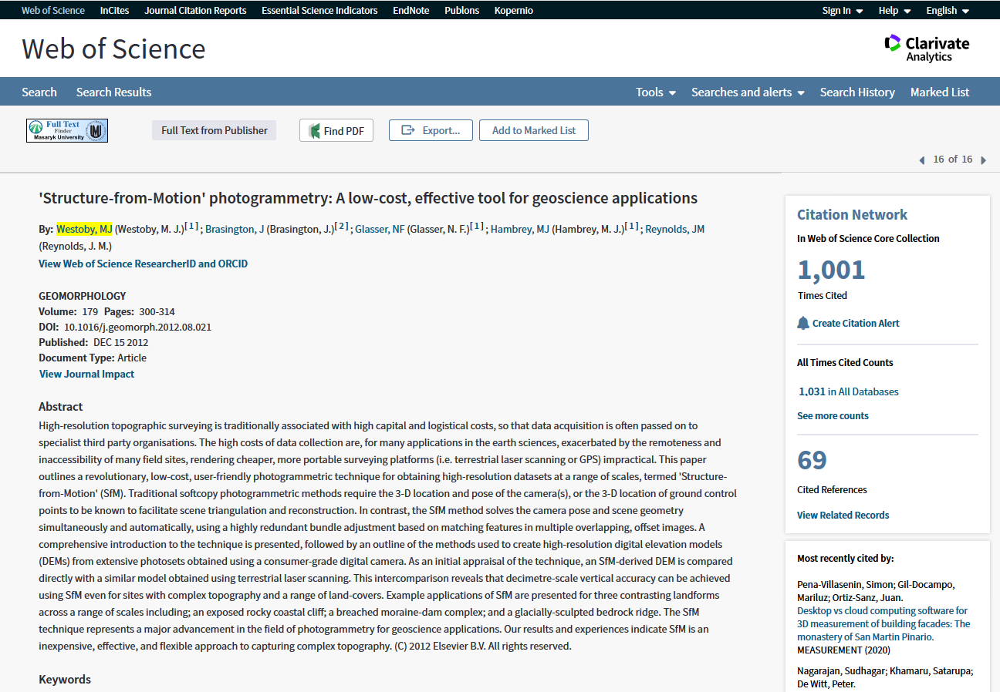 Web of Science InCites Journal Citation Reports Essential Science Indicators EndNote Publons Kopernio Sign In Help English
Web of Science
Clarivate
Analytics
Search Search Results Tools Searches and alerts Search History Marked List
Full Text
Finder
Masaryk University
Full Text from Publisher Find PDF Export... Add to Marked List
16 of 16
'Structure-from-Motion' photogrammetry: A low-cost, effective tool for geoscience applications
By: Westoby, MJ (Westoby, M. J.)[ 1 ] ; Brasington, J (Brasington, J.)[ 2 ] ; Glasser, NF (Glasser, N. F.)[ 1 ] ; Hambrey, MJ (Hambrey, M. J.)[ 1 ] ; Reynolds, JM
(Reynolds, J. M.)
View Web of Science ResearcherID and ORCID
GEOMORPHOLOGY
Volume: 179 Pages: 300-314
DOI: 10.1016/j.geomorph.2012.08.021
Published: DEC 15 2012
Document Type: Article
View Journal Impact
Abstract
High-resolution topographic surveying is traditionally associated with high capital and logistical costs, so that data acquisition is often passed on to
specialist third party organisations. The high costs of data collection are, for many applications in the earth sciences, exacerbated by the remoteness and
inaccessibility of many field sites, rendering cheaper, more portable surveying platforms (i.e. terrestrial laser scanning or GPS) impractical. This paper
outlines a revolutionary, low-cost, user-friendly photogrammetric technique for obtaining high-resolution datasets at a range of scales, termed 'Structure-
from-Motion' (SfM). Traditional softcopy photogrammetric methods require the 3-D location and pose of the camera(s), or the 3-D location of ground control
points to be known to facilitate scene triangulation and reconstruction. In contrast, the SfM method solves the camera pose and scene geometry
simultaneously and automatically, using a highly redundant bundle adjustment based on matching features in multiple overlapping, offset images. A
comprehensive introduction to the technique is presented, followed by an outline of the methods used to create high-resolution digital elevation models
(DEMs) from extensive photosets obtained using a consumer-grade digital camera. As an initial appraisal of the technique, an SfM-derived DEM is compared
directly with a similar model obtained using terrestrial laser scanning. This intercomparison reveals that decimetre-scale vertical accuracy can be achieved
using SfM even for sites with complex topography and a range of land-covers. Example applications of SfM are presented for three contrasting landforms
across a range of scales including; an exposed rocky coastal cliff; a breached moraine-dam complex; and a glacially-sculpted bedrock ridge. The SfM
technique represents a major advancement in the field of photogrammetry for geoscience applications. Our results and experiences indicate SfM is an
inexpensive, effective, and flexible approach to capturing complex topography. (C) 2012 Elsevier B.V. All rights reserved.
Keywords
Citation Network
In Web of Science Core Collection
1,001
Times Cited
Create Citation Alert
All Times Cited Counts
1,031 in All Databases
See more counts
69
Cited References
View Related Records
Most recently cited by:
Pena-Villasenin, Simon; Gil-Docampo,
Mariluz; Ortiz-Sanz, Juan.
Desktop vs cloud computing software for
3D measurement of building facades: The
monastery of San Martin Pinario.
MEASUREMENT (2020)
Nagarajan, Sudhagar; Khamaru, Satarupa;
De Witt, Peter.